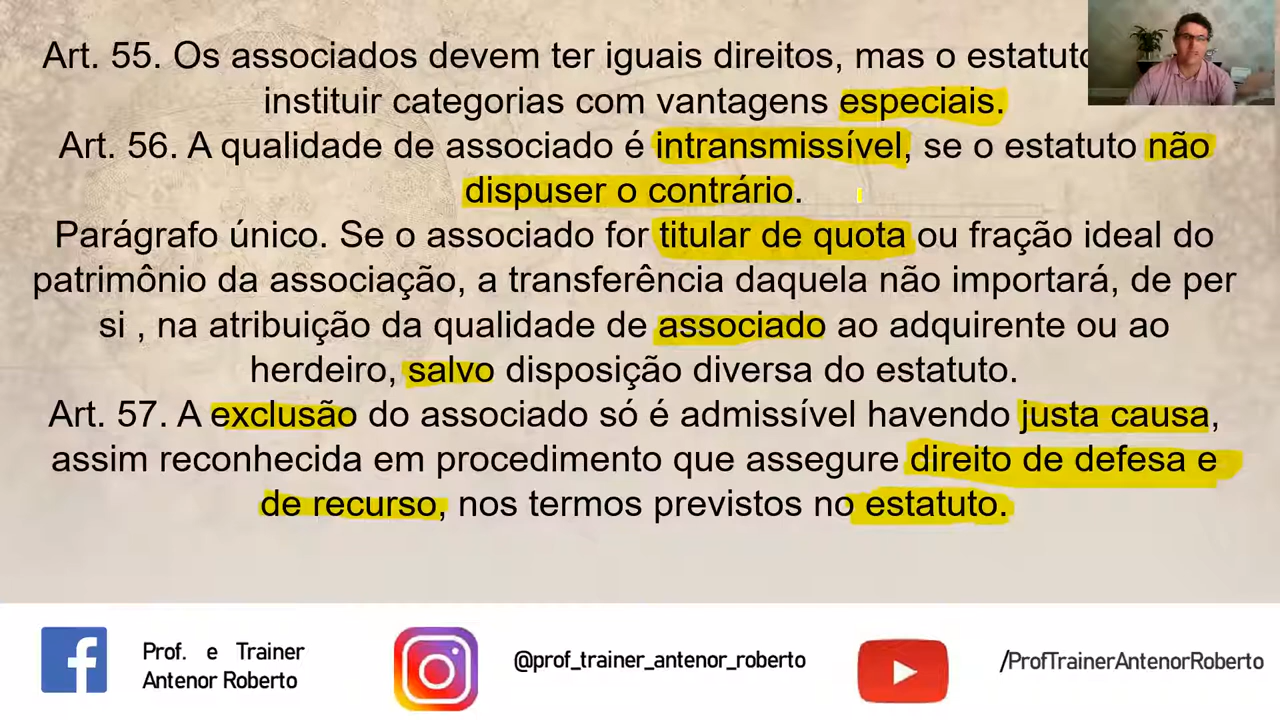 Art. 55. Os associados devem ter iguais direitos, mas o estatuto
instituir categorias com vantagens especiais.
Art. 56. A qualidade de associado é intransmissível, se o estatuto não
dispuser o contrário.
Parágrafo único. Se o associado for titular de quota ou fração ideal do
patrimônio da associação, a transferência daquela não importará, de per
si , na atribuição da qualidade de associado ao adquirente ou ao
herdeiro, salvo disposição diversa do estatuto.
Art. 57. A exclusão do associado só é admissível havendo justa causa,
assim reconhecida em procedimento que assegure direito de defesa e
de recurso, nos termos previstos no estatuto.
Prof. e Trainer
Antenor Roberto
@prof_trainer_antenor_roberto
/ProfTrainerAntenorRoberto